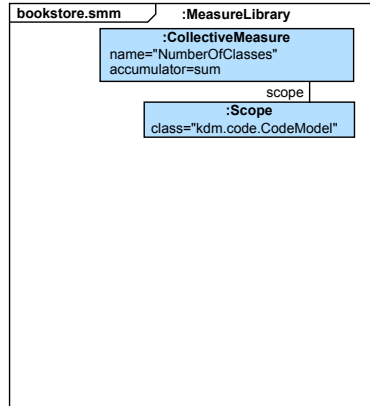 bookstore.smm
:MeasureLibrary
:CollectiveMeasure
name="NumberOfClasses"
accumulator=sum
scope
:Scope
class="kdm.code.CodeModel"